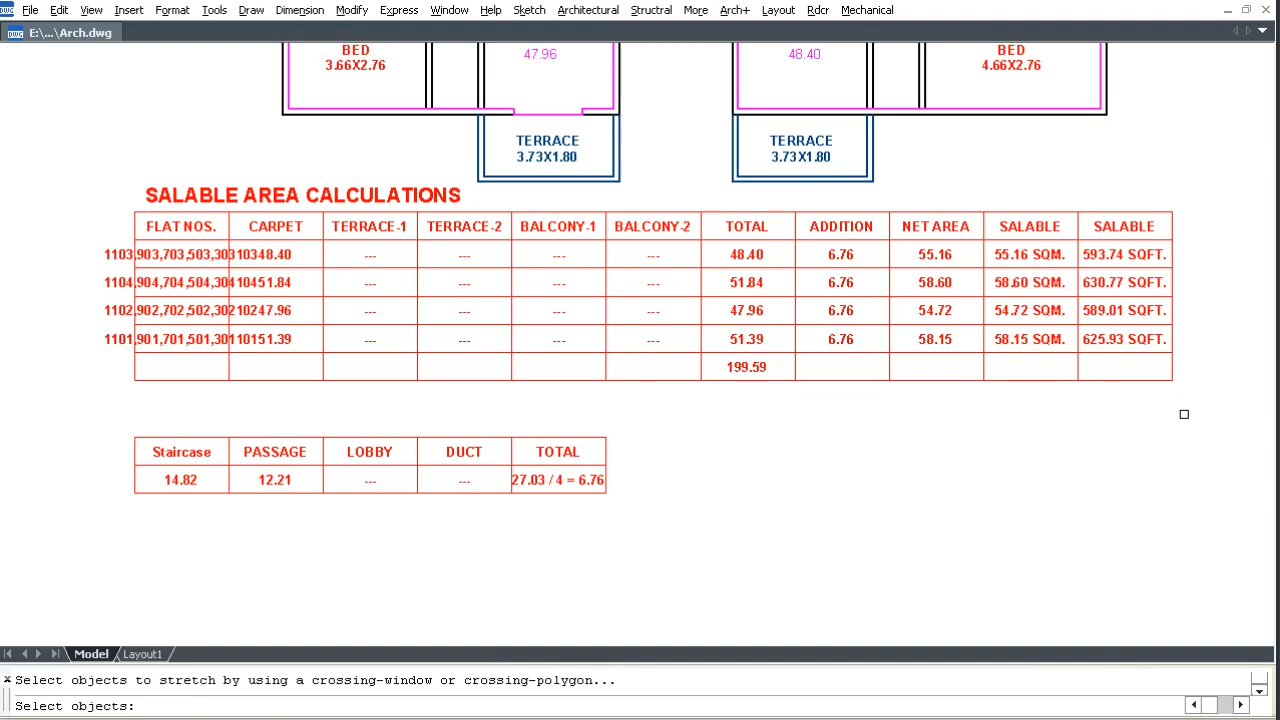 File Edit View Insert Format Tools Draw Dimension Modify Express Window Help Sketch Architectural Structral More Arch+ Layout Rdcr Mechanical
E:\...\Arch.dwg
BED 47.96 48.40 BED
3.66X2.76 4.66X2.76
TERRACE TERRACE
3.73X1.80 3.73X1.80
SALABLE AREA CALCULATIONS
FLAT NOS. CARPET TERRACE-1 TERRACE-2 BALCONY-1 BALCONY-2 TOTAL ADDITION NET AREA SALABLE SALABLE
1103,903,703,503,303 103 48.40 --- --- --- --- 48.40 6.76 55.16 55.16 SQM. 593.74 SQFT.
1104,904,704,504,304 104 51.84 --- --- --- --- 51.84 6.76 58.60 58.60 SQM. 630.77 SQFT.
1102,902,702,502,302 102 47.96 --- --- --- --- 47.96 6.76 54.72 54.72 SQM. 589.01 SQFT.
1101,901,701,501,301 101 51.39 --- --- --- --- 51.39 6.76 58.15 58.15 SQM. 625.93 SQFT.
199.59
Staircase PASSAGE LOBBY DUCT TOTAL
14.82 12.21 --- --- 27.03 / 4 = 6.76
Model Layout1
Select objects to stretch by using a crossing-window or crossing-polygon...
Select objects: